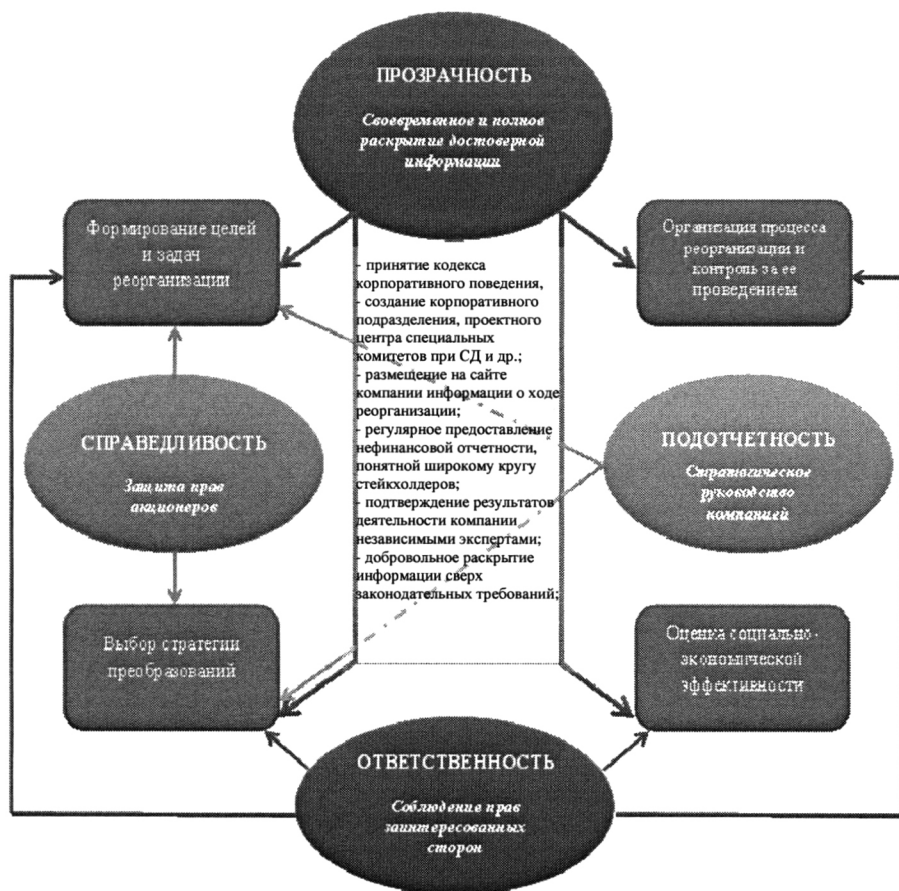 ПРОЗРАЧНОСТЬ
Своевременное и полное
раскрытие достоверной
информации
Формирование целей
и задач
реорганизации
Организация процесса
реорганизации и
контроль за ее
проведением
- принятие кодекса
корпоративного поведения,
- создание корпоративного
подразделения, проектного
центра специальных
комитетов при СД и др.;
- размещение на сайте
компании информации о ходе
реорганизации;
- регулярное предоставление
нефинансовой отчетности,
понятной широкому кругу
стейкхолдеров;
- подтверждение результатов
деятельности компании
независимыми экспертами;
- добровольное раскрытие
информации сверх
законодательных требований;
СПРАВЕДЛИВОСТЬ
Защита прав
акционеров
ПОДОТЧЕТНОСТЬ
Стратегическое
руководство
компанией
Выбор стратегии
преобразований
Оценка социально-
экономической
эффективности
ОТВЕТСТВЕННОСТЬ
Соблюдение прав
заинтересованных
сторон